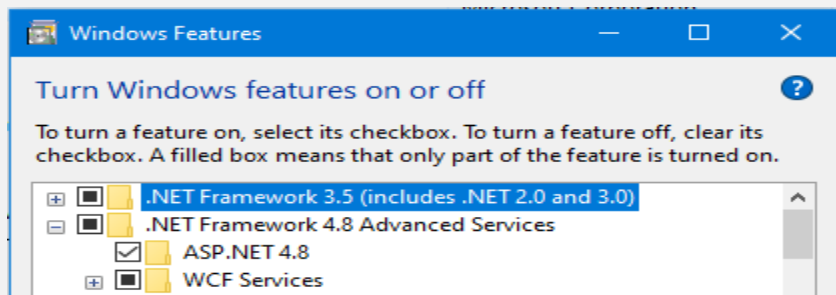 Windows Features
Turn Windows features on or off
To turn a feature on, select its checkbox. To turn a feature off, clear its
checkbox. A filled box means that only part of the feature is turned on.
.NET Framework 3.5 (includes .NET 2.0 and 3.0)
.NET Framework 4.8 Advanced Services
ASP.NET 4.8
WCF Services